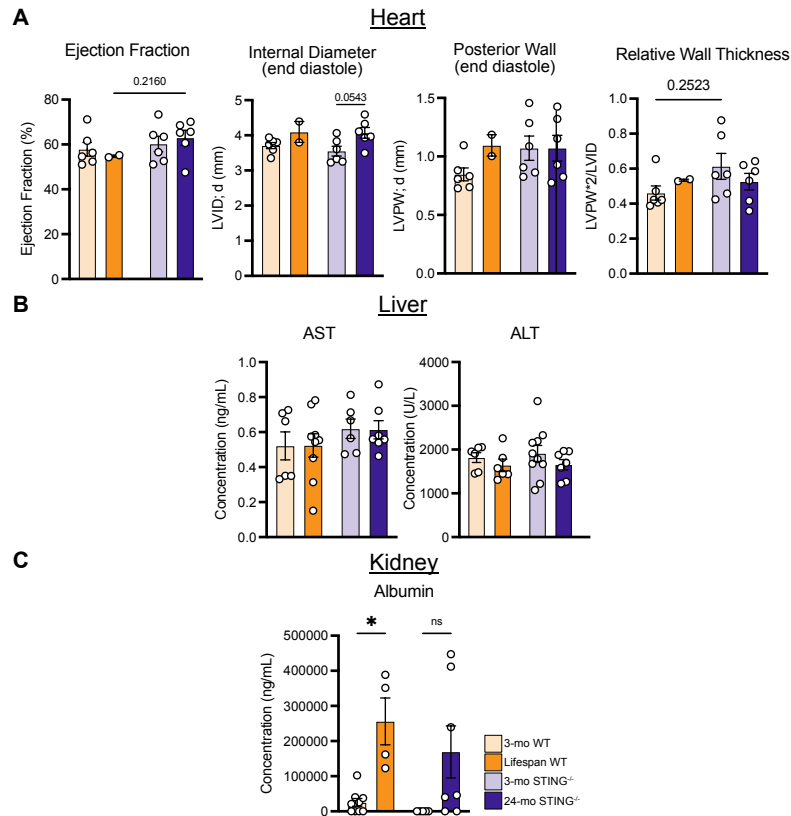 A
Heart
Ejection Fraction
Internal Diameter
(end diastole)
Posterior Wall
(end diastole)
Relative Wall Thickness
Ejection Fraction (%)
80
60
40
20
0
0.2160
LVID; d (mm)
5
4
3
2
1
0
0.0543
LVPW; d (mm)
1.5
1.0
0.5
0.0
LVPW*2/LVID
1.0
0.8
0.6
0.4
0.2
0.0
0.2523
B
Liver
AST
ALT
Concentration (ng/mL)
1.0
0.8
0.6
0.4
0.2
0.0
Concentration (U/L)
4000
3000
2000
1000
0
C
Kidney
Albumin
Concentration (ng/mL)
500000
400000
300000
200000
100000
0
*
ns
3-mo WT
Lifespan WT
3-mo STING-/-
24-mo STING-/-